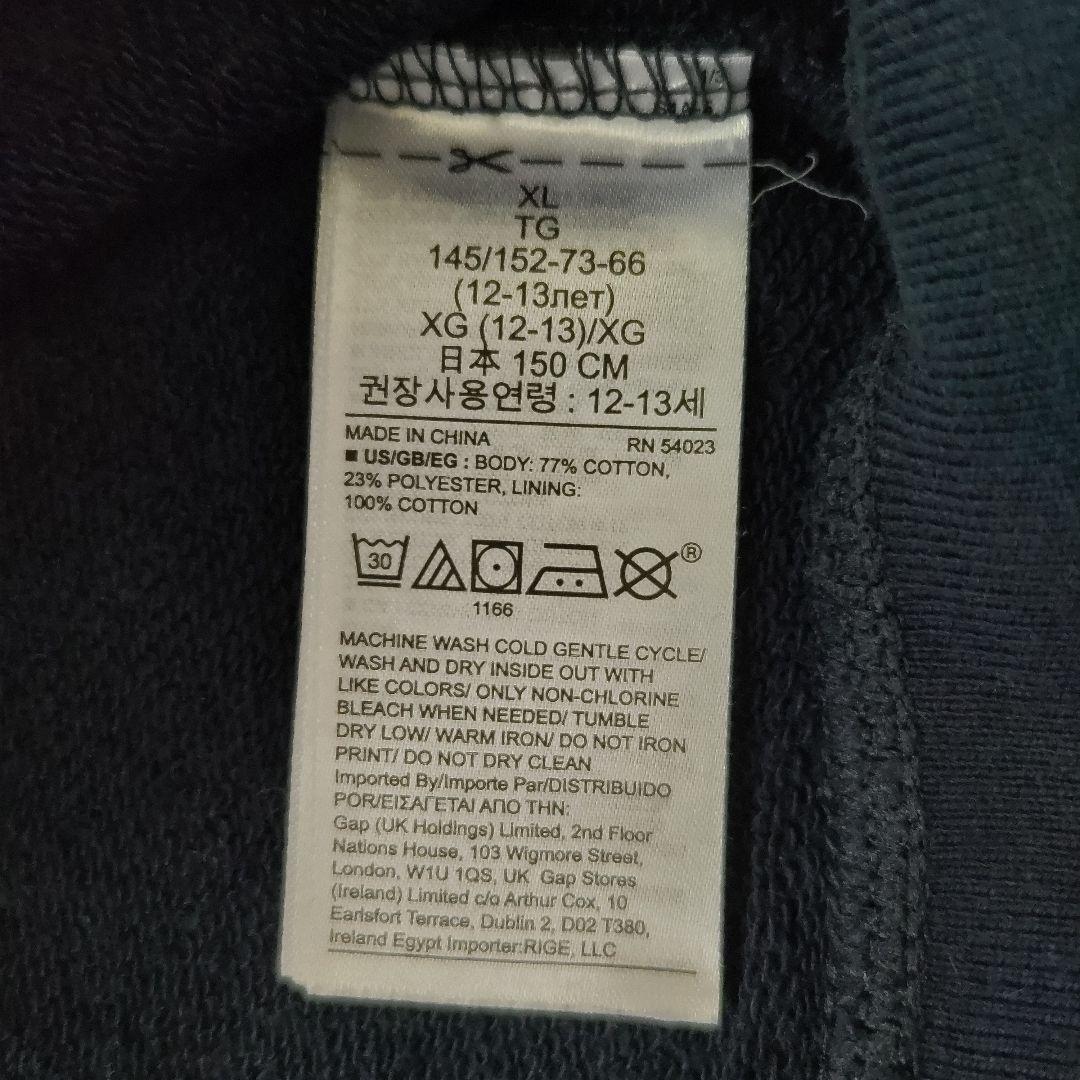 XL
TG
145/152-73-66
(12-13лет)
XG (12-13)/XG
日本 150 CM
권장사용연령 : 12-13세
MADE IN CHINA RN 54023
■ US/GB/EG : BODY: 77% COTTON,
23% POLYESTER, LINING:
100% COTTON
30
®
1166
MACHINE WASH COLD GENTLE CYCLE/
WASH AND DRY INSIDE OUT WITH
LIKE COLORS/ ONLY NON-CHLORINE
BLEACH WHEN NEEDED/ TUMBLE
DRY LOW/ WARM IRON/ DO NOT IRON
PRINT/ DO NOT DRY CLEAN
Imported By/Importe Par/DISTRIBUIDO
POR/ΕΙΣΑΓΕΤΑΙ ΑΠΟ ΤΗΝ:
Gap (UK Holdings) Limited, 2nd Floor
Nations House, 103 Wigmore Street,
London, W1U 1QS, UK Gap Stores
(Ireland) Limited c/o Arthur Cox, 10
Earlsfort Terrace, Dublin 2, D02 T380,
Ireland Egypt Importer:RIGE, LLC